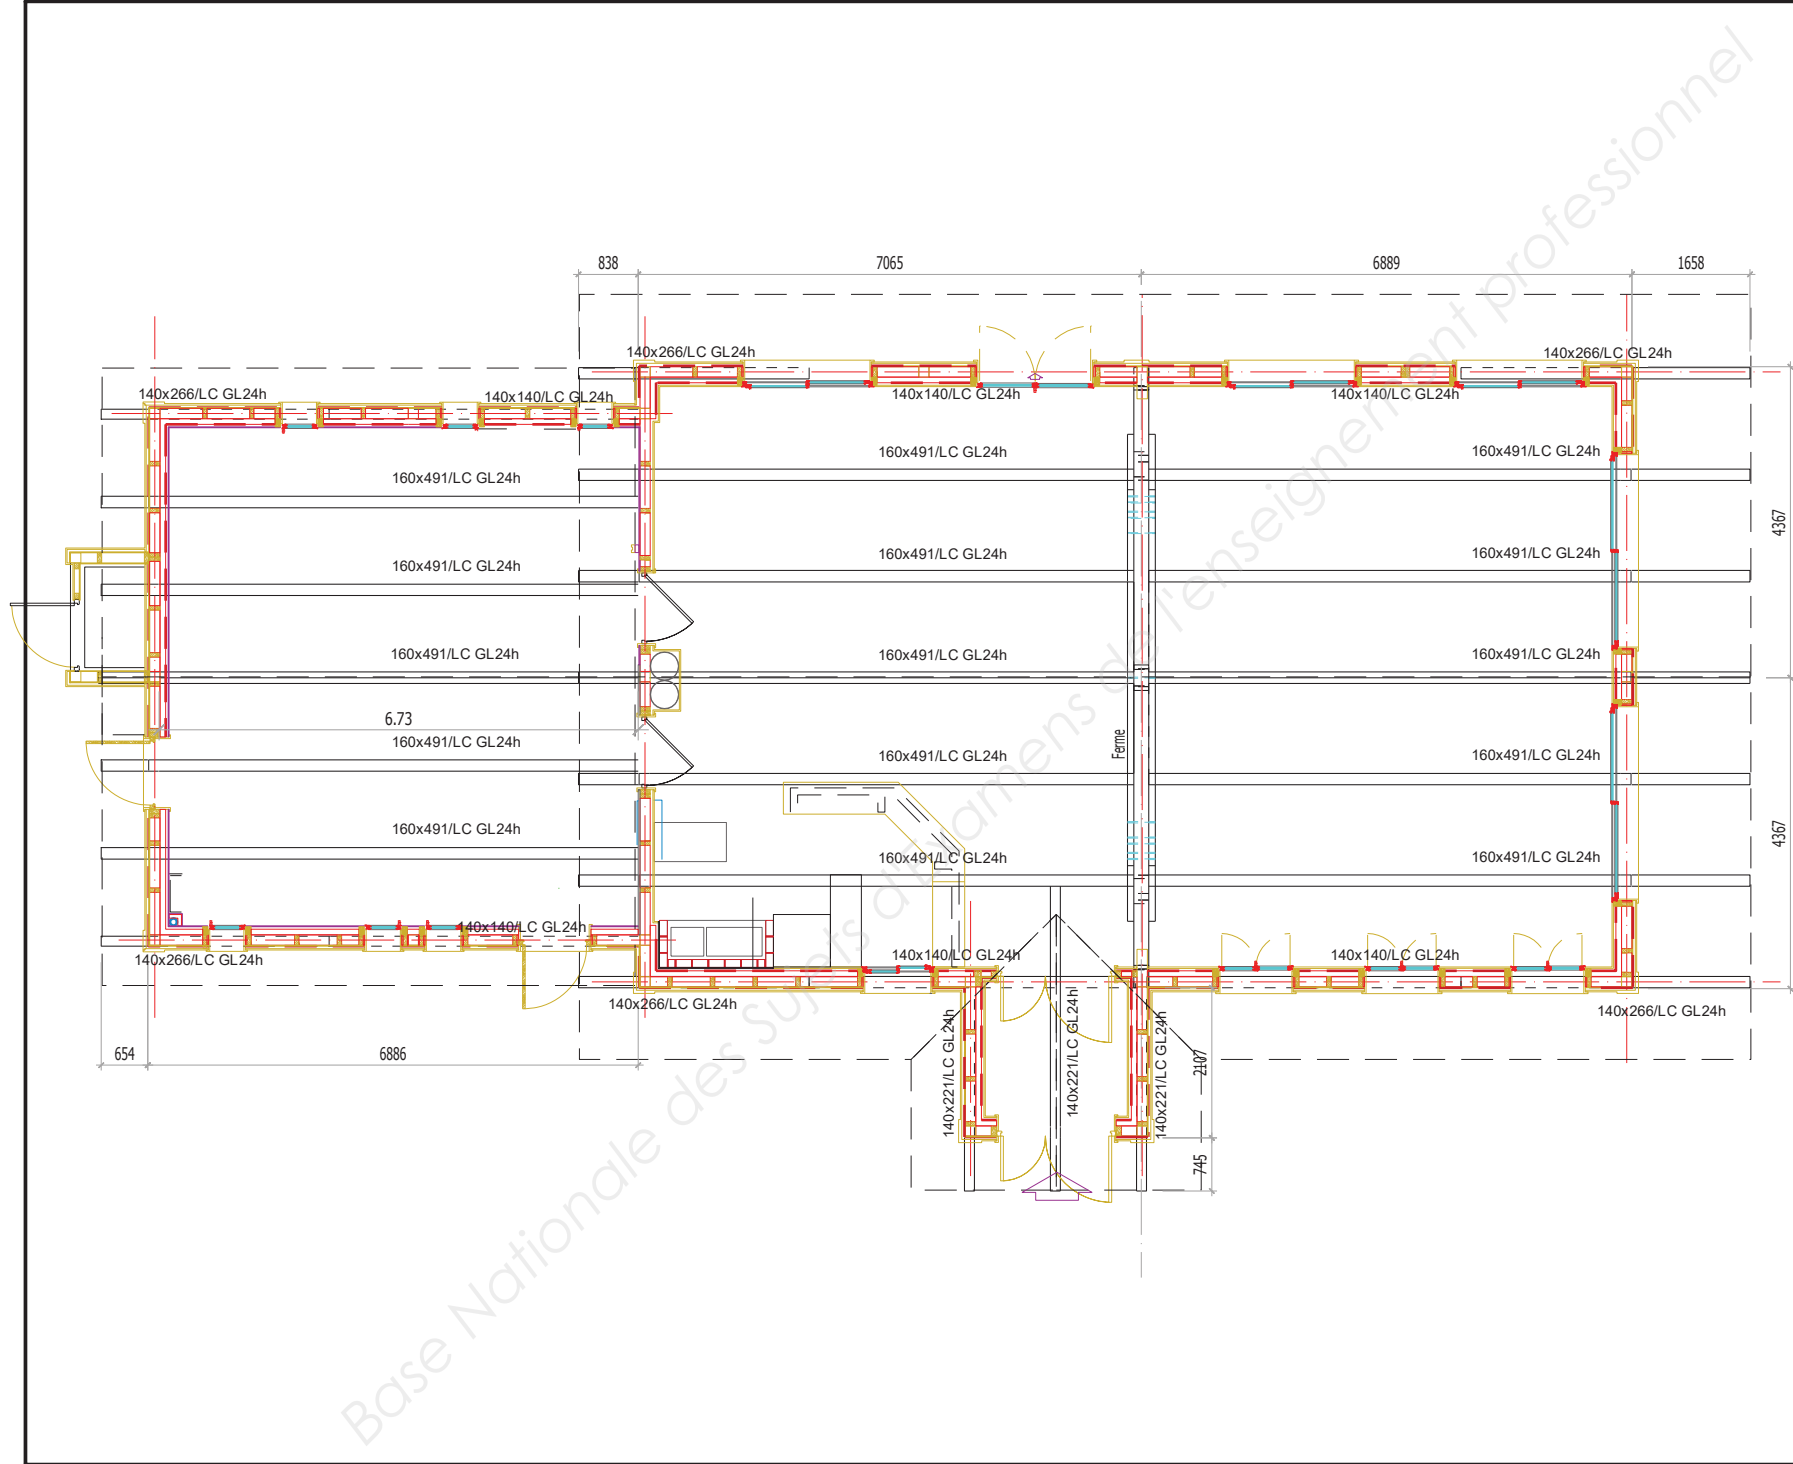 838 7065 6889 1658
140x266/LC GL24h 140x266/LC GL24h
140x266/LC GL24h 140x140/LC GL24h 140x140/LC GL24h 140x140/LC GL24h
160x491/LC GL24h 160x491/LC GL24h
160x491/LC GL24h
4367
160x491/LC GL24h 160x491/LC GL24h
160x491/LC GL24h
160x491/LC GL24h 160x491/LC GL24h 160x491/LC GL24h
6.73
160x491/LC GL24h 160x491/LC GL24h 160x491/LC GL24h
Ferme
4367
160x491/LC GL24h
160x491/LC GL24h 160x491/LC GL24h
140x140/LC GL24h
140x266/LC GL24h 140x140/LC GL24h 140x140/LC GL24h
140x266/LC GL24h 140x266/LC GL24h
654 6886
140x221/LC GL24h
140x221/LC GL24h
140x221/LC GL24h
2107
745
Base Nationale des Sujets d'Examens de l'enseignement professionnel